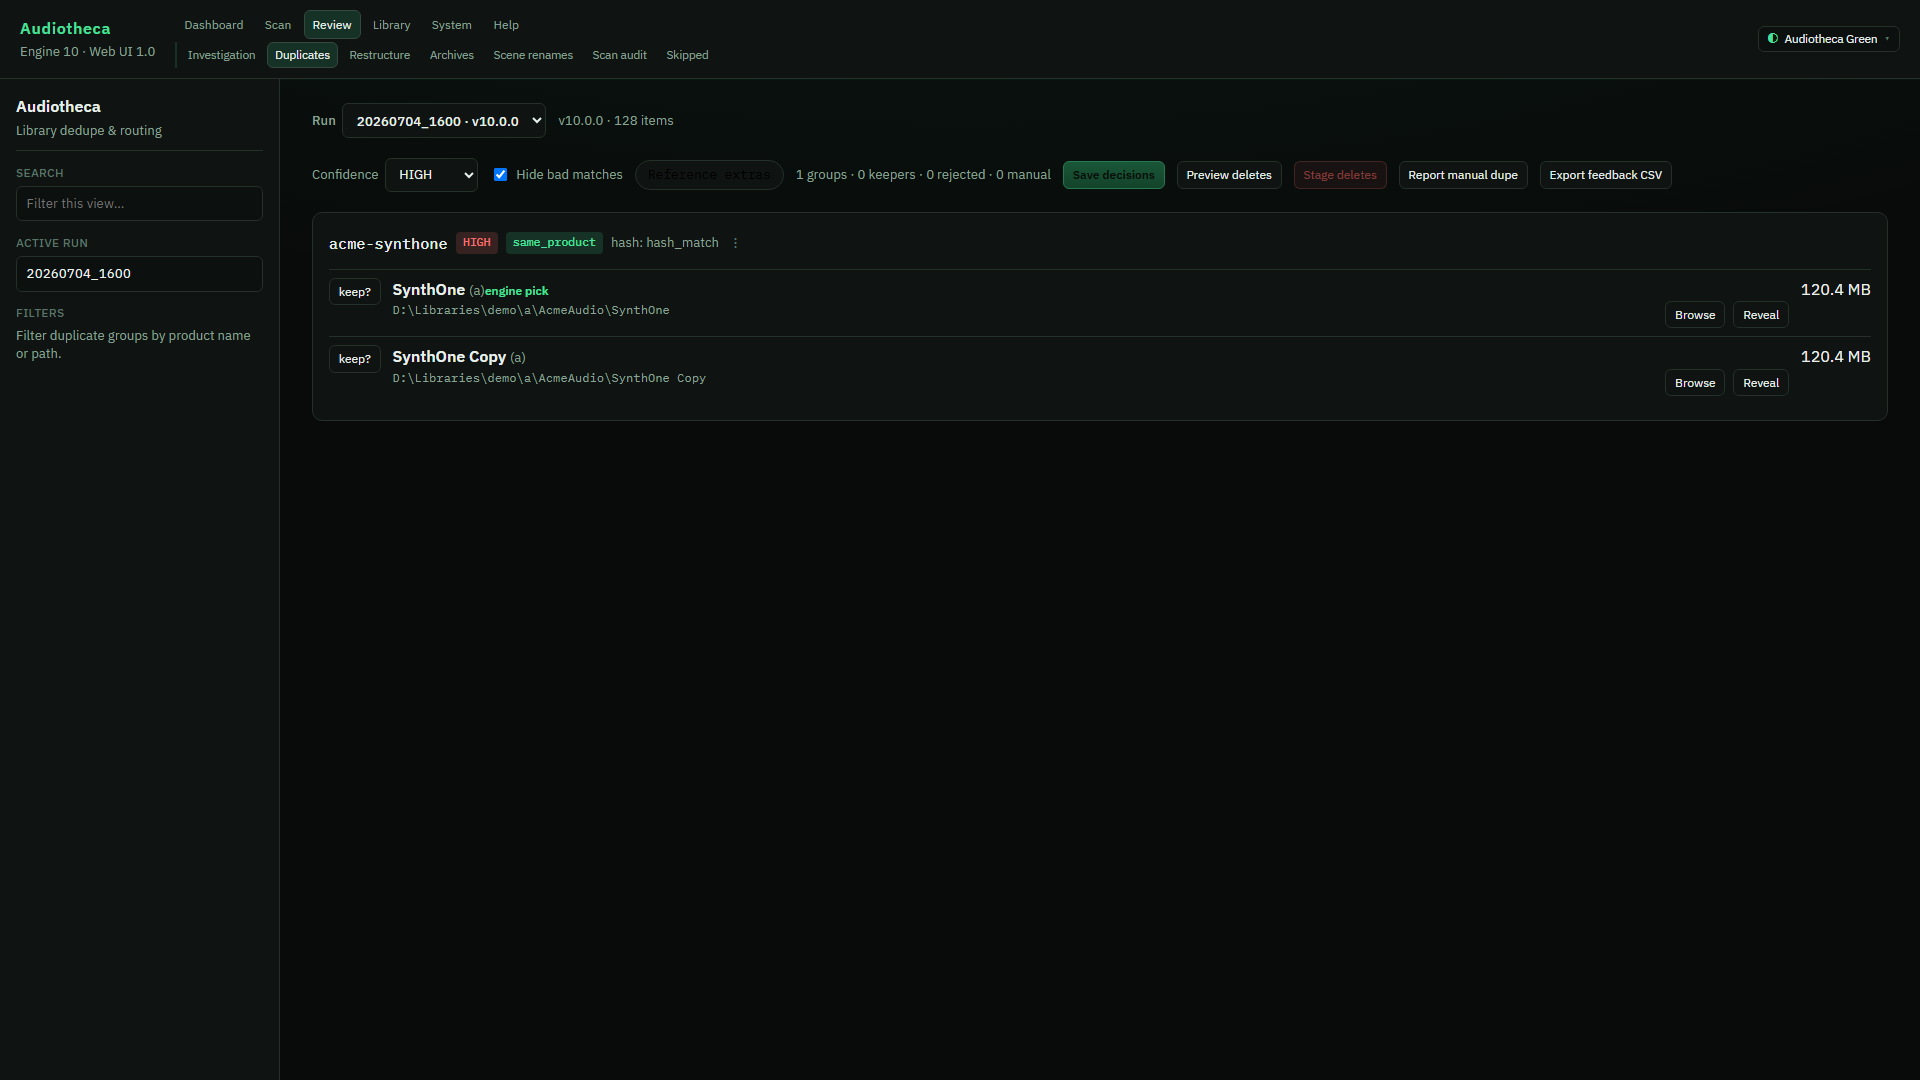 Audiotheca
Engine 10 · Web UI 1.0
Dashboard Scan Review Library System Help
Investigation Duplicates Restructure Archives Scene renames Scan audit Skipped
Audiotheca Green
Audiotheca
Library dedupe & routing
SEARCH
Filter this view...
ACTIVE RUN
20260704_1600
FILTERS
Filter duplicate groups by product name
or path.
Run 20260704_1600 · v10.0.0 v10.0.0 · 128 items
Confidence HIGH Hide bad matches Reference extras 1 groups · 0 keepers · 0 rejected · 0 manual Save decisions Preview deletes Stage deletes Report manual dupe Export feedback CSV
acme-synthone HIGH same_product hash: hash_match ⋮
keep? SynthOne (a)engine pick 120.4 MB
D:\Libraries\demo\a\AcmeAudio\SynthOne
Browse Reveal
keep? SynthOne Copy (a) 120.4 MB
D:\Libraries\demo\a\AcmeAudio\SynthOne Copy
Browse Reveal